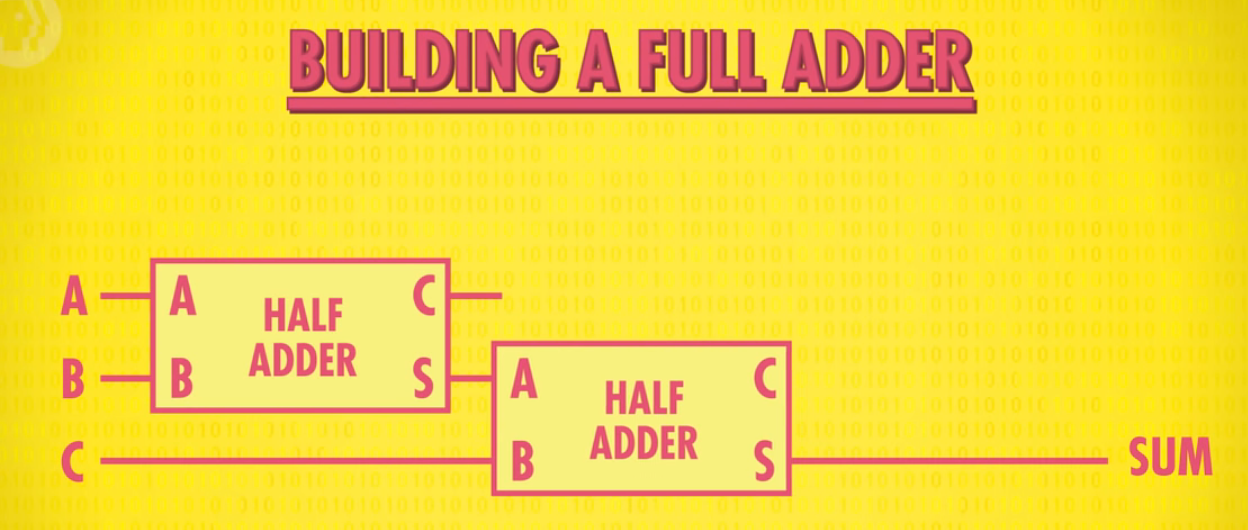 BUILDING A FULL ADDER
A A HALF ADDER C
B B S A HALF ADDER C
C B S SUM